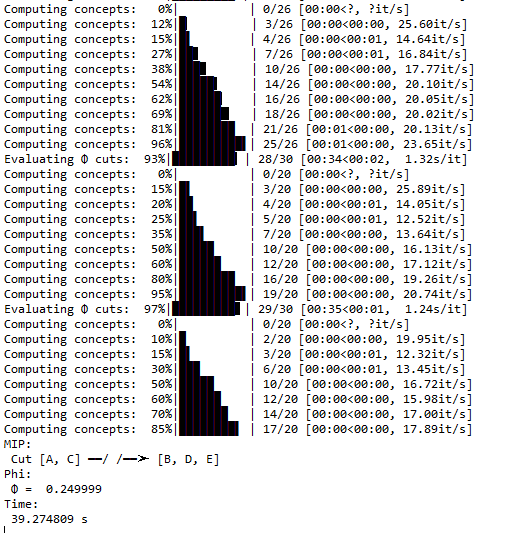 Computing concepts:   0%|          | 0/26 [00:00<?, ?it/s]
Computing concepts:  12%|█         | 3/26 [00:00<00:00, 25.60it/s]
Computing concepts:  15%|█▌        | 4/26 [00:00<00:01, 14.64it/s]
Computing concepts:  27%|██▋       | 7/26 [00:00<00:01, 16.84it/s]
Computing concepts:  38%|███▊      | 10/26 [00:00<00:00, 17.77it/s]
Computing concepts:  54%|█████▍    | 14/26 [00:00<00:00, 20.10it/s]
Computing concepts:  62%|██████▏   | 16/26 [00:00<00:00, 20.05it/s]
Computing concepts:  69%|██████▉   | 18/26 [00:00<00:00, 20.02it/s]
Computing concepts:  81%|████████  | 21/26 [00:01<00:00, 20.13it/s]
Computing concepts:  96%|█████████▌| 25/26 [00:01<00:00, 23.65it/s]
Evaluating Φ cuts:  93%|█████████▎| 28/30 [00:34<00:02,  1.32s/it]
Computing concepts:   0%|          | 0/20 [00:00<?, ?it/s]
Computing concepts:  15%|█▌        | 3/20 [00:00<00:00, 25.89it/s]
Computing concepts:  20%|██        | 4/20 [00:00<00:01, 14.05it/s]
Computing concepts:  25%|██▌       | 5/20 [00:00<00:01, 12.52it/s]
Computing concepts:  35%|███▌      | 7/20 [00:00<00:00, 13.64it/s]
Computing concepts:  50%|█████     | 10/20 [00:00<00:00, 16.13it/s]
Computing concepts:  60%|██████    | 12/20 [00:00<00:00, 17.12it/s]
Computing concepts:  80%|████████  | 16/20 [00:00<00:00, 19.26it/s]
Computing concepts:  95%|█████████▌| 19/20 [00:00<00:00, 20.74it/s]
Evaluating Φ cuts:  97%|█████████▋| 29/30 [00:35<00:01,  1.24s/it]
Computing concepts:   0%|          | 0/20 [00:00<?, ?it/s]
Computing concepts:  10%|█         | 2/20 [00:00<00:00, 19.95it/s]
Computing concepts:  15%|█▌        | 3/20 [00:00<00:01, 12.32it/s]
Computing concepts:  30%|███       | 6/20 [00:00<00:01, 13.45it/s]
Computing concepts:  50%|█████     | 10/20 [00:00<00:00, 16.72it/s]
Computing concepts:  60%|██████    | 12/20 [00:00<00:00, 15.98it/s]
Computing concepts:  70%|███████   | 14/20 [00:00<00:00, 17.00it/s]
Computing concepts:  85%|████████▌ | 17/20 [00:00<00:00, 17.89it/s]
MIP:
 Cut [A, C] ━━/ /━━➤ [B, D, E]
Phi:
 Φ =  0.249999
Time:
 39.274809 s